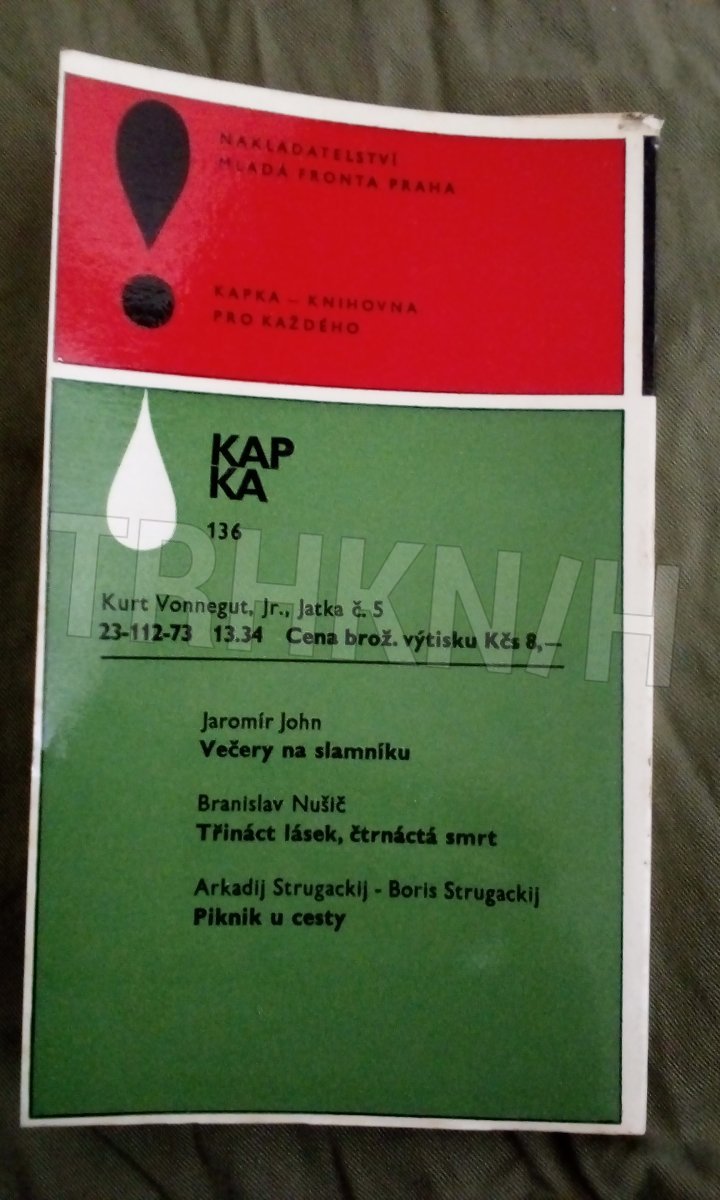 NAKLADATELSTVÍ
MLADÁ FRONTA PRAHA
KAPKA – KNIHOVNA
PRO KAŽDÉHO
KAP
KA
136
TRHKN/H
Kurt Vonnegut, Jr., Jatka č. 5
23-112-73 13.34 Cena brož. výtisku Kčs 8,—
Jaromír John
Večery na slamníku
Branislav Nušič
Třináct lásek, čtrnáctá smrt
Arkadij Strugackij - Boris Strugackij
Piknik u cesty